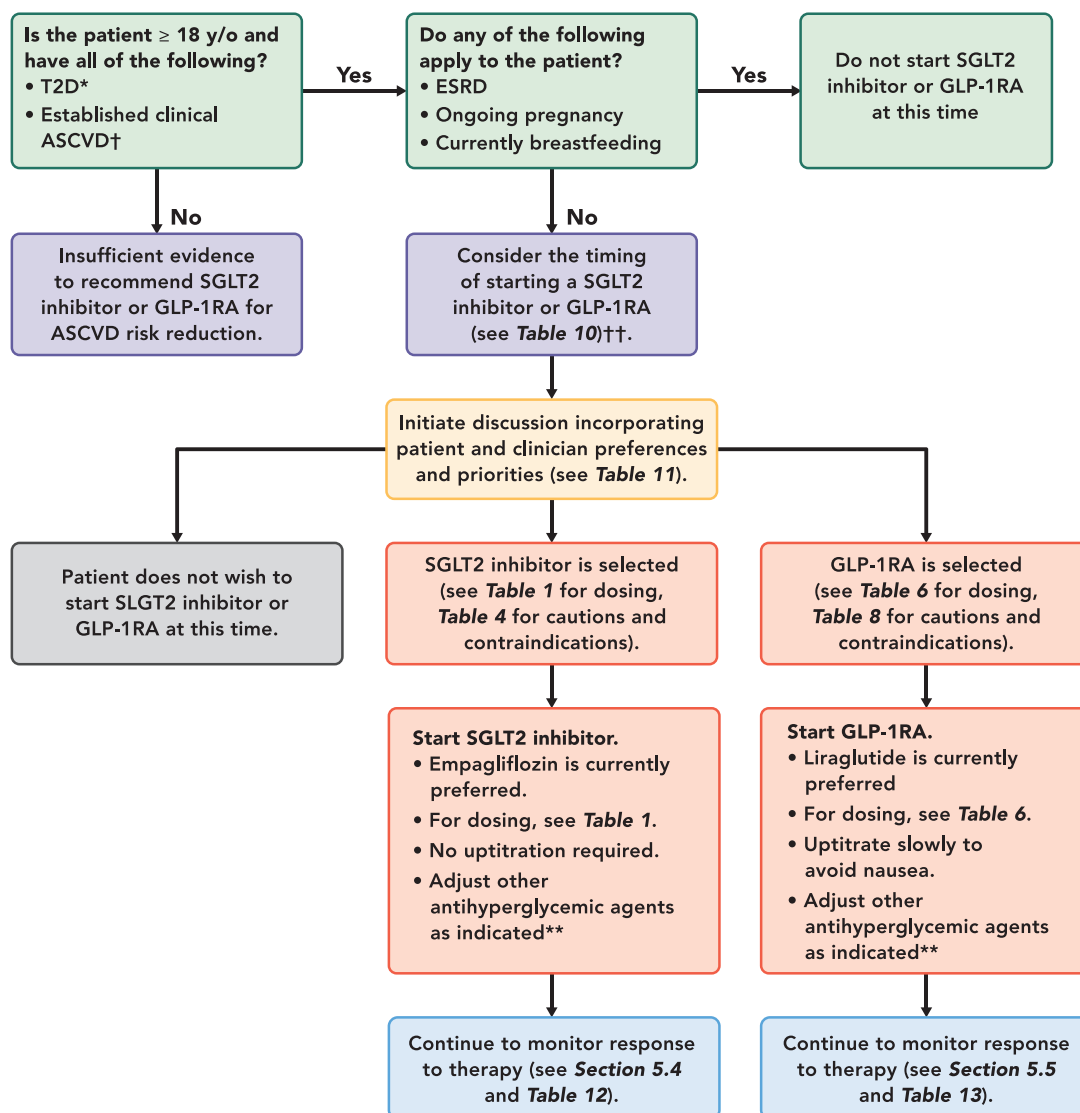 Is the patient ≥ 18 y/o and
have all of the following?
• T2D*
• Established clinical
ASCVD†
Yes
Do any of the following
apply to the patient?
• ESRD
• Ongoing pregnancy
• Currently breastfeeding
Yes
Do not start SGLT2
inhibitor or GLP-1RA
at this time
No
No
Insufficient evidence
to recommend SGLT2
inhibitor or GLP-1RA for
ASCVD risk reduction.
Consider the timing
of starting a SGLT2
inhibitor or GLP-1RA
(see Table 10)††.
Initiate discussion incorporating
patient and clinician preferences
and priorities (see Table 11).
Patient does not wish to
start SLGT2 inhibitor or
GLP-1RA at this time.
SGLT2 inhibitor is selected
(see Table 1 for dosing,
Table 4 for cautions and
contraindications).
GLP-1RA is selected
(see Table 6 for dosing,
Table 8 for cautions and
contraindications).
Start SGLT2 inhibitor.
• Empagliflozin is currently
preferred.
• For dosing, see Table 1.
• No uptitration required.
• Adjust other
antihyperglycemic agents
as indicated**
Start GLP-1RA.
• Liraglutide is currently
preferred
• For dosing, see Table 6.
• Uptitrate slowly to
avoid nausea.
• Adjust other
antihyperglycemic agents
as indicated**
Continue to monitor response
to therapy (see Section 5.4
and Table 12).
Continue to monitor response
to therapy (see Section 5.5
and Table 13).